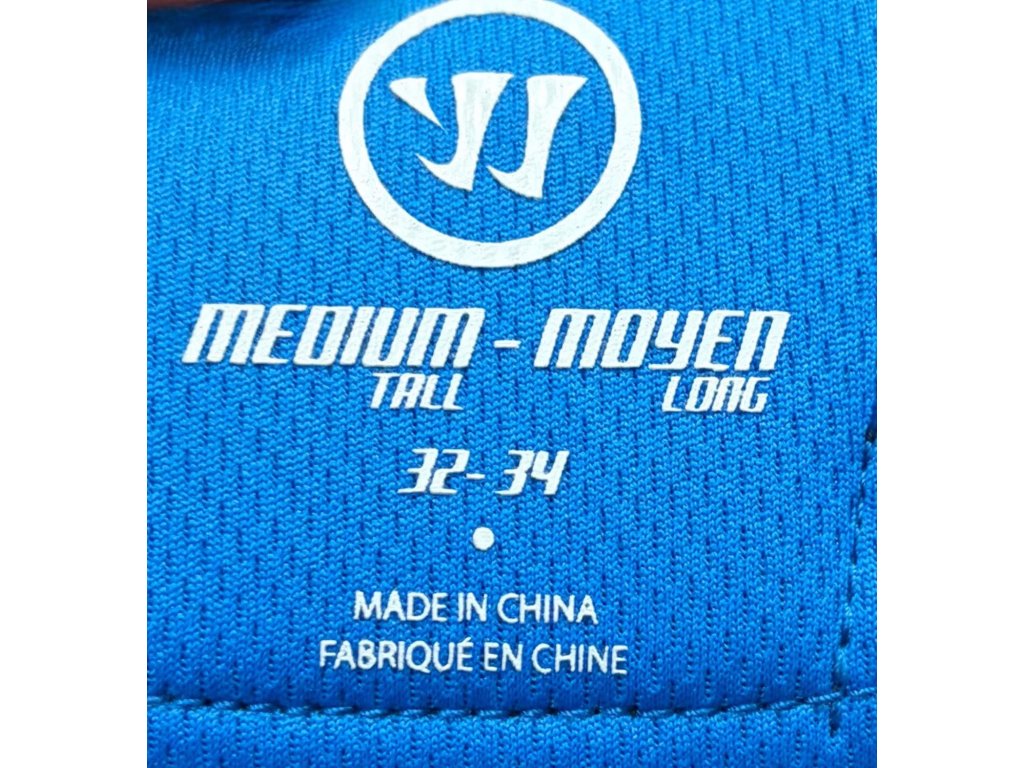 MEDIUM - MOYEN
TALL LONG
32-34
MADE IN CHINA
FABRIQUÉ EN CHINE